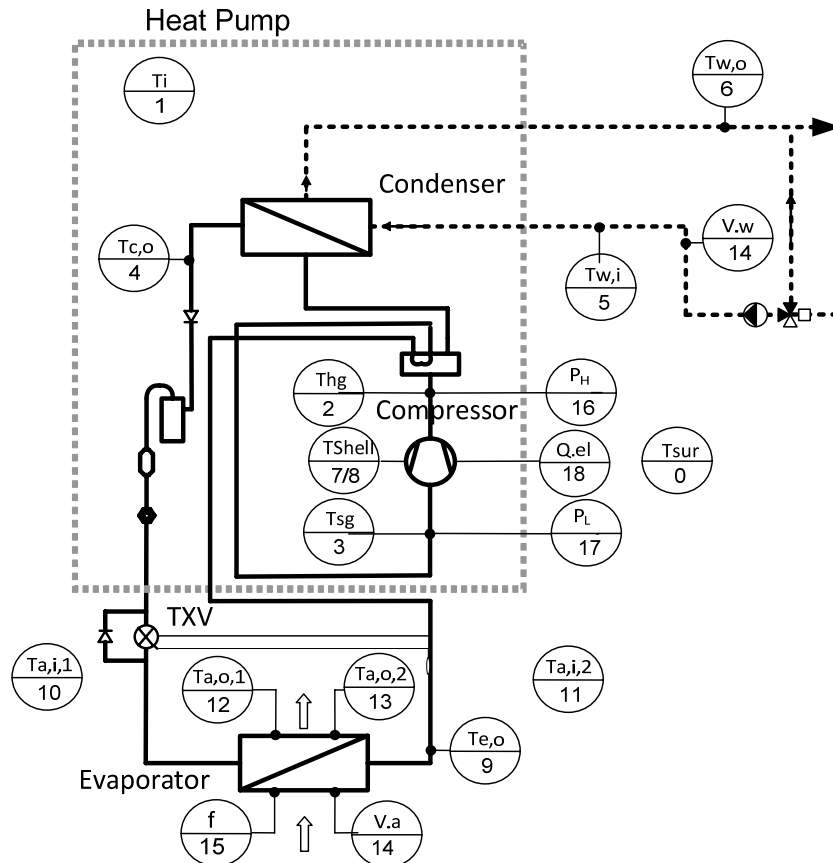 Heat Pump
Ti
1
Tw,o
6
Condenser
Tc,o
4
V.w
14
Tw,i
5
Thg
2
Compressor
PH
16
TShell
7/8
Q.el
18
Tsur
0
Tsg
3
PL
17
TXV
Ta,i,1
10
Ta,o,1
12
Ta,o,2
13
Ta,i,2
11
Te,o
9
Evaporator
f
15
V.a
14